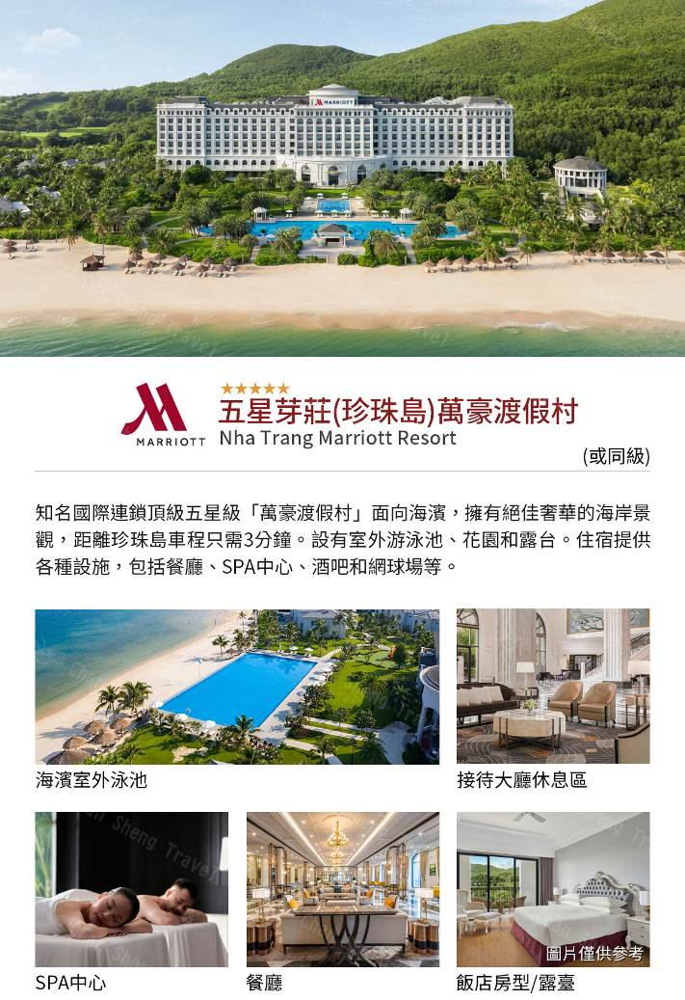 MARRIOTT
★★★★★
五星芽莊(珍珠島)萬豪渡假村
MARRIOTT
Nha Trang Marriott Resort
(或同級)
知名國際連鎖頂級五星級「萬豪渡假村」面向海濱，擁有絕佳奢華的海岸景
觀，距離珍珠島車程只需3分鐘。設有室外游泳池、花園和露台。住宿提供
各種設施，包括餐廳、SPA中心、酒吧和網球場等。
海濱室外泳池
接待大廳休息區
Chan Sheng Travel
圖片僅供參考
SPA中心
餐廳
飯店房型/露臺